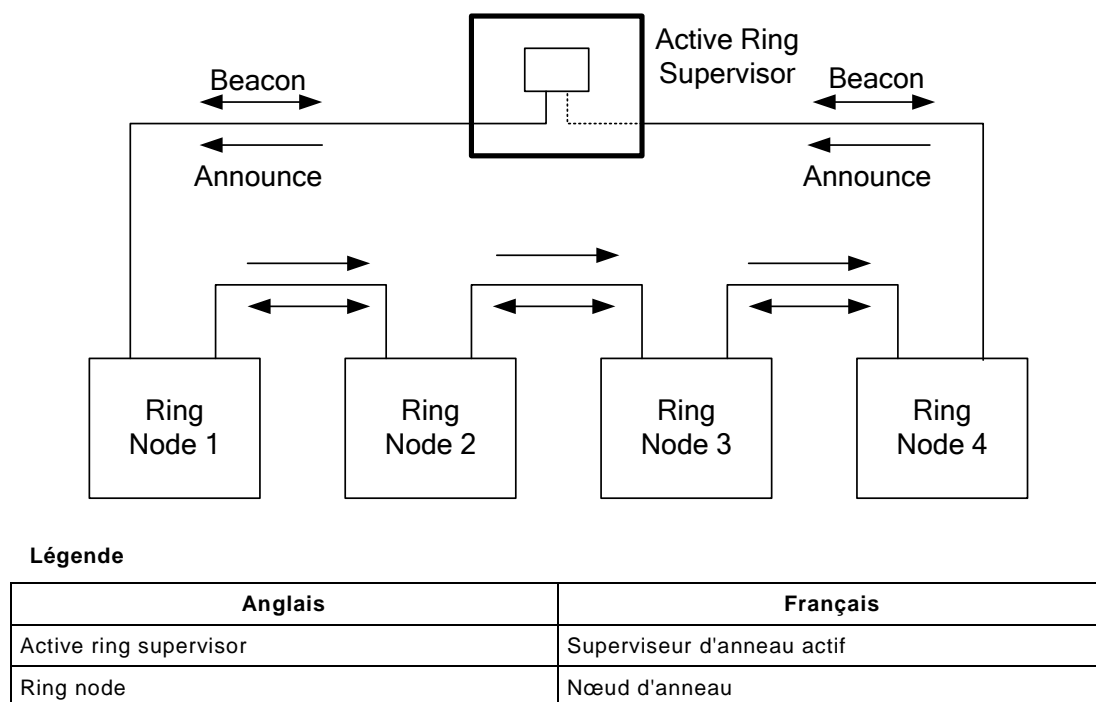 Active Ring
Supervisor
Beacon
Beacon
Announce
Announce
Ring
Node 1
Ring
Node 2
Ring
Node 3
Ring
Node 4
Légende
Anglais Français
Active ring supervisor Superviseur d'anneau actif
Ring node Nœud d'anneau